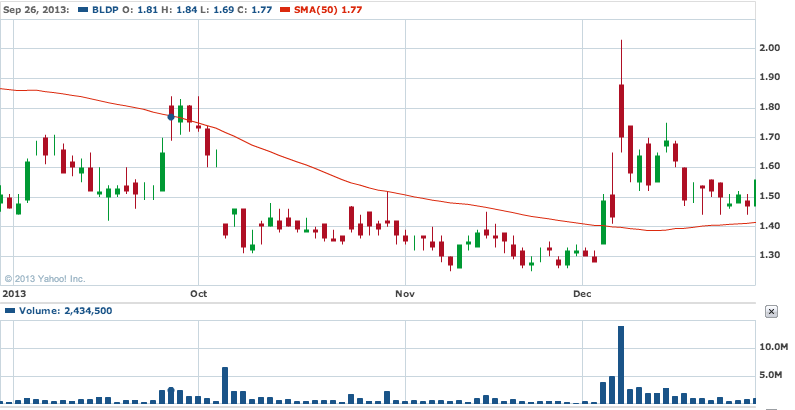 Sep 26, 2013: BLDP O: 1.81 H: 1.84 L: 1.69 C: 1.77 SMA(50) 1.77
2.00
1.90
1.80
1.70
1.60
1.50
1.40
1.30
© 2013 Yahoo! Inc.
2013 Oct Nov Dec
Volume: 2,434,500
10.0M
5.0M